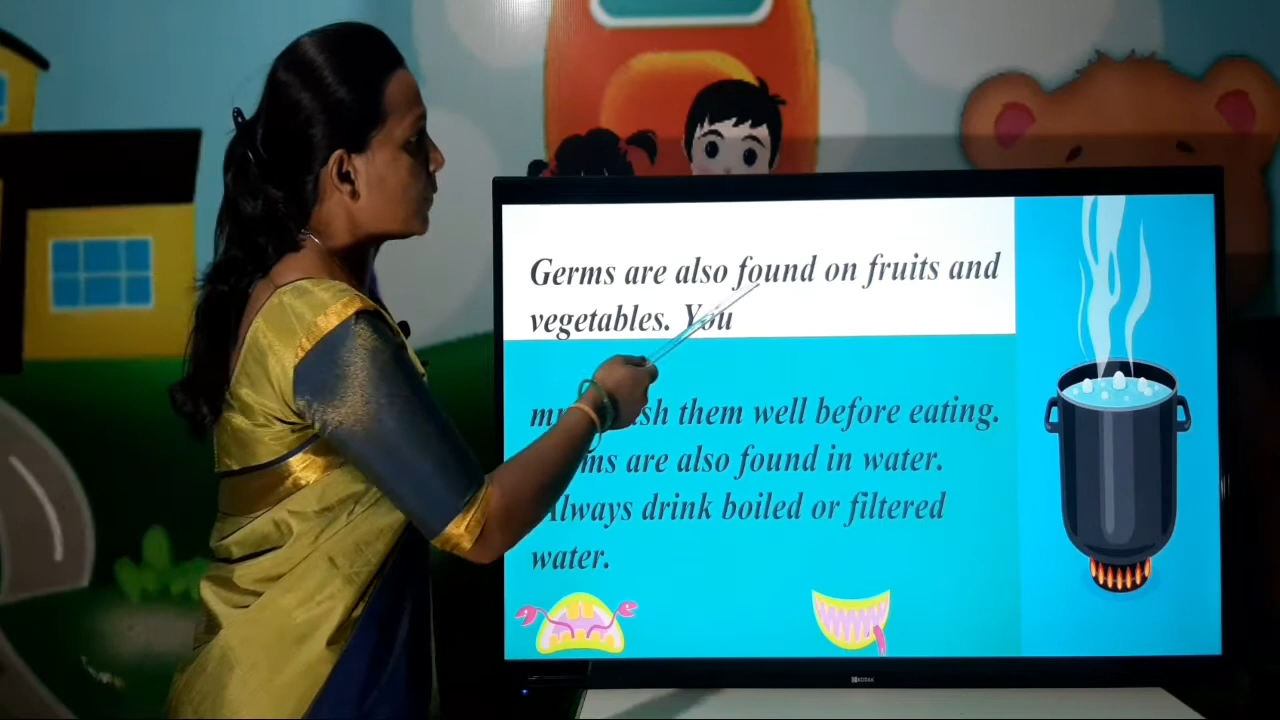 Germs are also found on fruits and
vegetables. You
them well before eating.
are also found in water.
Always drink boiled or filtered
water.
KODAK